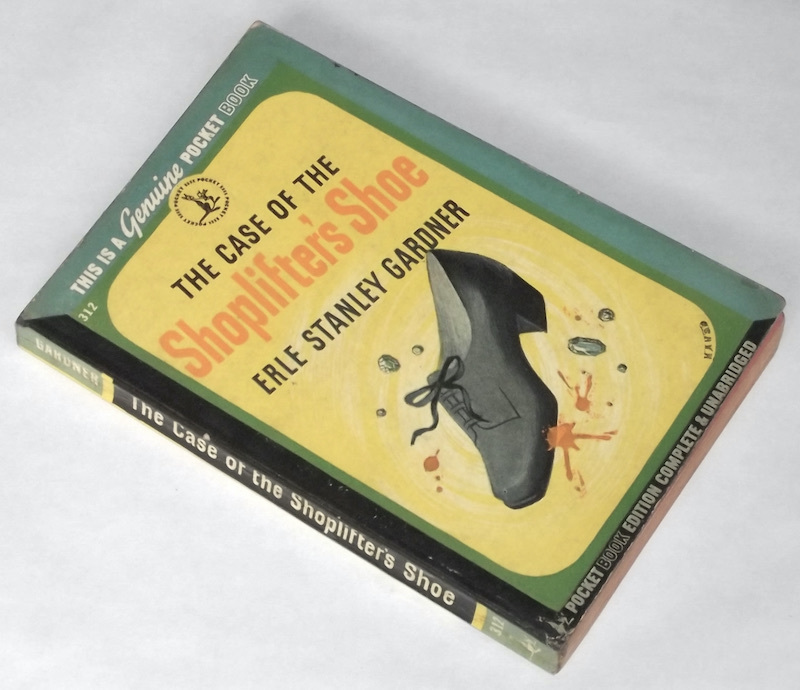 THIS IS A Genuine POCKET BOOK
312
THE CASE OF THE
Shoplifter's Shoe
ERLE STANLEY GARDNER
POCKET BOOK EDITION COMPLETE & UNABRIDGED
GARDNER
The Case of the Shoplifter's Shoe
312